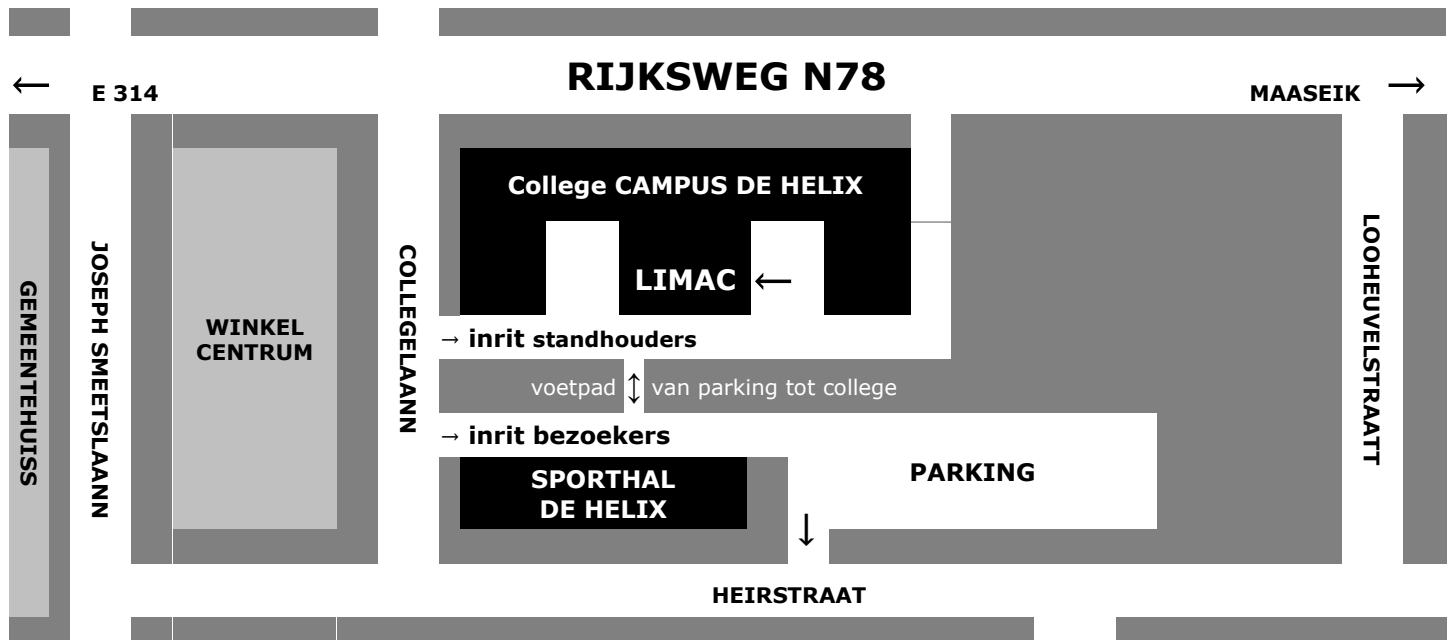 RIJKSWEG N78
← E 314
MAASEIK →
College CAMPUS DE HELIX
LIMAC ←
GEMEENTEHUISS
JOSEPH SMEETSLAANN
WINKEL
CENTRUM
COLLEGELAANN
LOOHEUVELSTRAATT
→ inrit standhouders
voetpad ↕ van parking tot college
→ inrit bezoekers
PARKING
SPORTHAL
DE HELIX
↓
HEIRSTRAAT